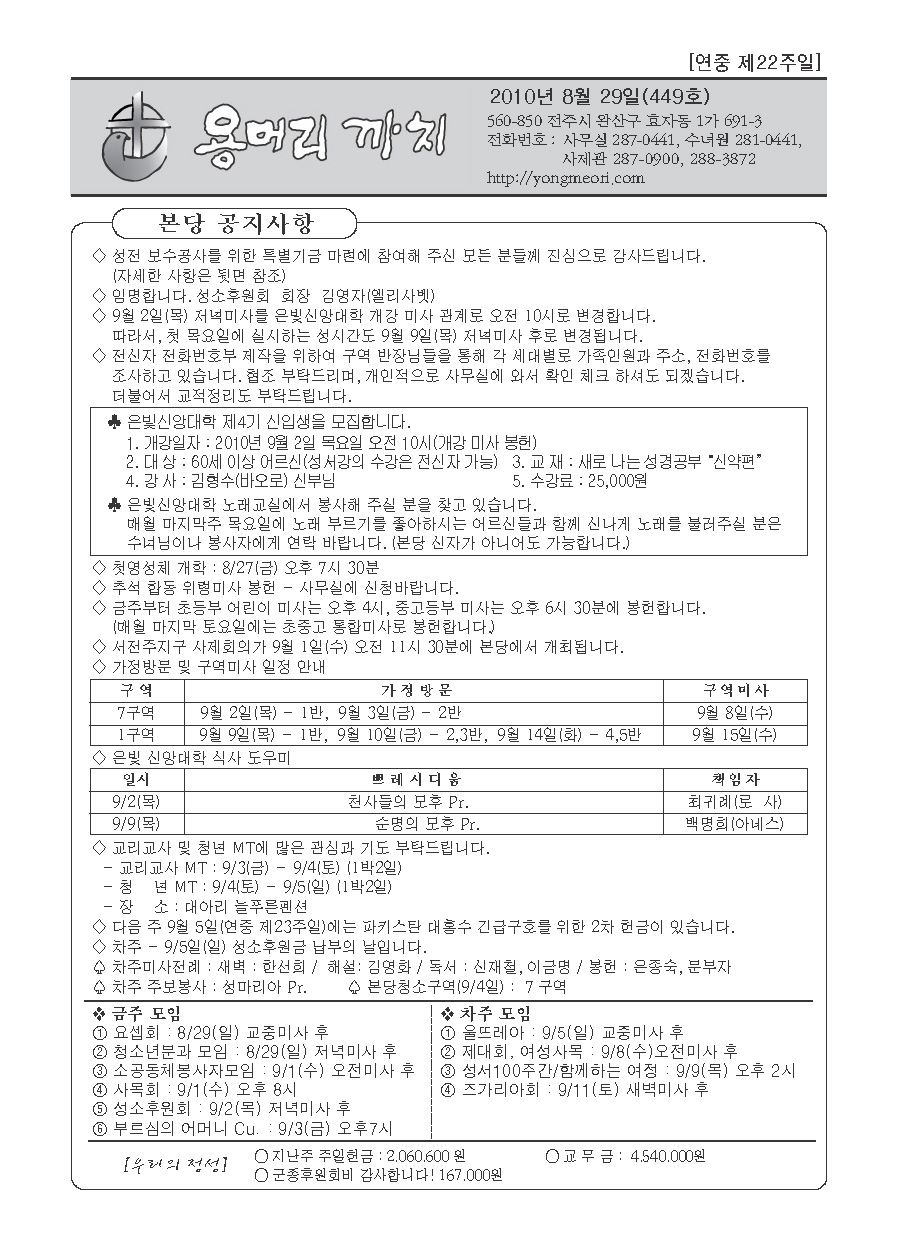 [연중 제22주일]
용머리 까치
2010년 8월 29일(449호)
560-850 전주시 완산구 효자동 1가 691-3
전화번호 : 사무실 287-0441, 수녀원 281-0441,
사제관 287-0900, 288-3872
http://yongmeori.com
본당 공지사항
◇ 성전 보수공사를 위한 특별기금 마련에 참여해 주신 모든 분들께 진심으로 감사드립니다.
(자세한 사항은 뒷면 참조)
◇ 임명합니다. 성소후원회 회장 김영자(엘리사벳)
◇ 9월 2일(목) 저녁미사를 은빛신앙대학 개강 미사 관계로 오전 10시로 변경합니다.
따라서, 첫 목요일에 실시하는 성시간도 9월 9일(목) 저녁미사 후로 변경됩니다.
◇ 전신자 전화번호부 제작을 위하여 구역 반장님들을 통해 각 세대별로 가족인원과 주소, 전화번호를
조사하고 있습니다. 협조 부탁드리며, 개인적으로 사무실에 와서 확인 체크 하셔도 되겠습니다.
더불어서 교적정리도 부탁드립니다.
♣ 은빛신앙대학 제4기 신입생을 모집합니다.
1. 개강일자 : 2010년 9월 2일 목요일 오전 10시(개강 미사 봉헌)
2. 대 상 : 60세 이상 어르신(성서강의 수강은 전신자 가능) 3. 교 재 : 새로 나는 성경공부 “신약편”
4. 강 사 : 김형수(바오로) 신부님 5. 수강료 : 25,000원
♣ 은빛신앙대학 노래교실에서 봉사해 주실 분을 찾고 있습니다.
매월 마지막주 목요일에 노래 부르기를 좋아하시는 어르신들과 함께 신나게 노래를 불러주실 분은
수녀님이나 봉사자에게 연락 바랍니다. (본당 신자가 아니어도 가능합니다.)
◇ 첫영성체 개학 : 8/27(금) 오후 7시 30분
◇ 추석 합동 위령미사 봉헌 - 사무실에 신청바랍니다.
◇ 금주부터 초등부 어린이 미사는 오후 4시, 중고등부 미사는 오후 6시 30분에 봉헌합니다.
(매월 마지막 토요일에는 초중고 통합미사로 봉헌합니다.)
◇ 서전주지구 사제회의가 9월 1일(수) 오전 11시 30분에 본당에서 개최됩니다.
◇ 가정방문 및 구역미사 일정 안내
구 역 가 정 방 문 구 역 미 사
7구역 9월 2일(목) - 1반, 9월 3일(금) - 2반 9월 8일(수)
1구역 9월 9일(목) - 1반, 9월 10일(금) - 2,3반, 9월 14일(화) - 4,5반 9월 15일(수)
◇ 은빛 신앙대학 식사 도우미
일시 쁘 레 시 디 움 책 임 자
9/2(목) 천사들의 모후 Pr. 최귀례(로 사)
9/9(목) 순명의 모후 Pr. 백명희(아녜스)
◇ 교리교사 및 청년 MT에 많은 관심과 기도 부탁드립니다.
- 교리교사 MT : 9/3(금) - 9/4(토) (1박2일)
- 청 년 MT : 9/4(토) - 9/5(일) (1박2일)
- 장 소 : 대아리 늘푸른펜션
◇ 다음 주 9월 5일(연중 제23주일)에는 파키스탄 대홍수 긴급구호를 위한 2차 헌금이 있습니다.
◇ 차주 - 9/5일(일) 성소후원금 납부의 날입니다.
♤ 차주미사전례 : 새벽 : 한선희 / 해설: 김영화 / 독서 : 신재철, 이금명 / 봉헌 : 은종숙, 문부자
♤ 차주 주보봉사 : 성마리아 Pr. ♤ 본당청소구역(9/4일) : 7 구역
❖ 금주 모임
① 요셉회 : 8/29(일) 교중미사 후
② 청소년분과 모임 : 8/29(일) 저녁미사 후
③ 소공동체봉사자모임 : 9/1(수) 오전미사 후
④ 사목회 : 9/1(수) 오후 8시
⑤ 성소후원회 : 9/2(목) 저녁미사 후
⑥ 부르심의 어머니 Cu. : 9/3(금) 오후7시
❖ 차주 모임
① 울뜨레아 : 9/5(일) 교중미사 후
② 제대회, 여성사목 : 9/8(수)오전미사 후
③ 성서100주간/함께하는 여정 : 9/9(목) 오후 2시
④ 즈가리아회 : 9/11(토) 새벽미사 후
[우리의 정성]
○ 지난주 주일헌금 : 2.060.600 원 ○ 교 무 금 : 4.540.000원
○ 군종후원회비 감사합니다! 167.000원